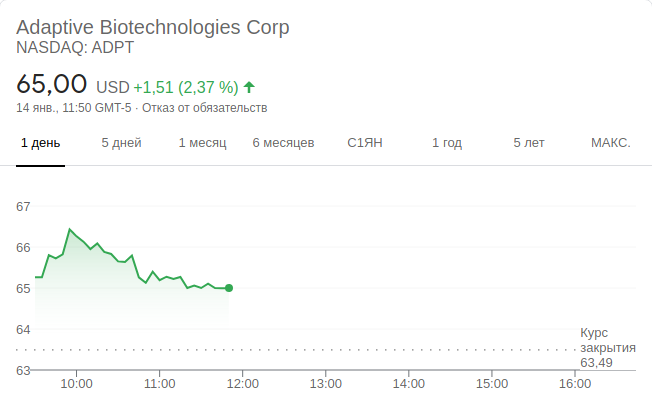 Adaptive Biotechnologies Corp
NASDAQ: ADPT
65,00 USD +1,51 (2,37 %)
14 янв., 11:50 GMT-5 · Отказ от обязательств
1 день 5 дней 1 месяц 6 месяцев С1ЯН 1 год 5 лет МАКС.
67
66
65
64
Курс
закрытия
63,49
63
10:00 11:00 12:00 13:00 14:00 15:00 16:00